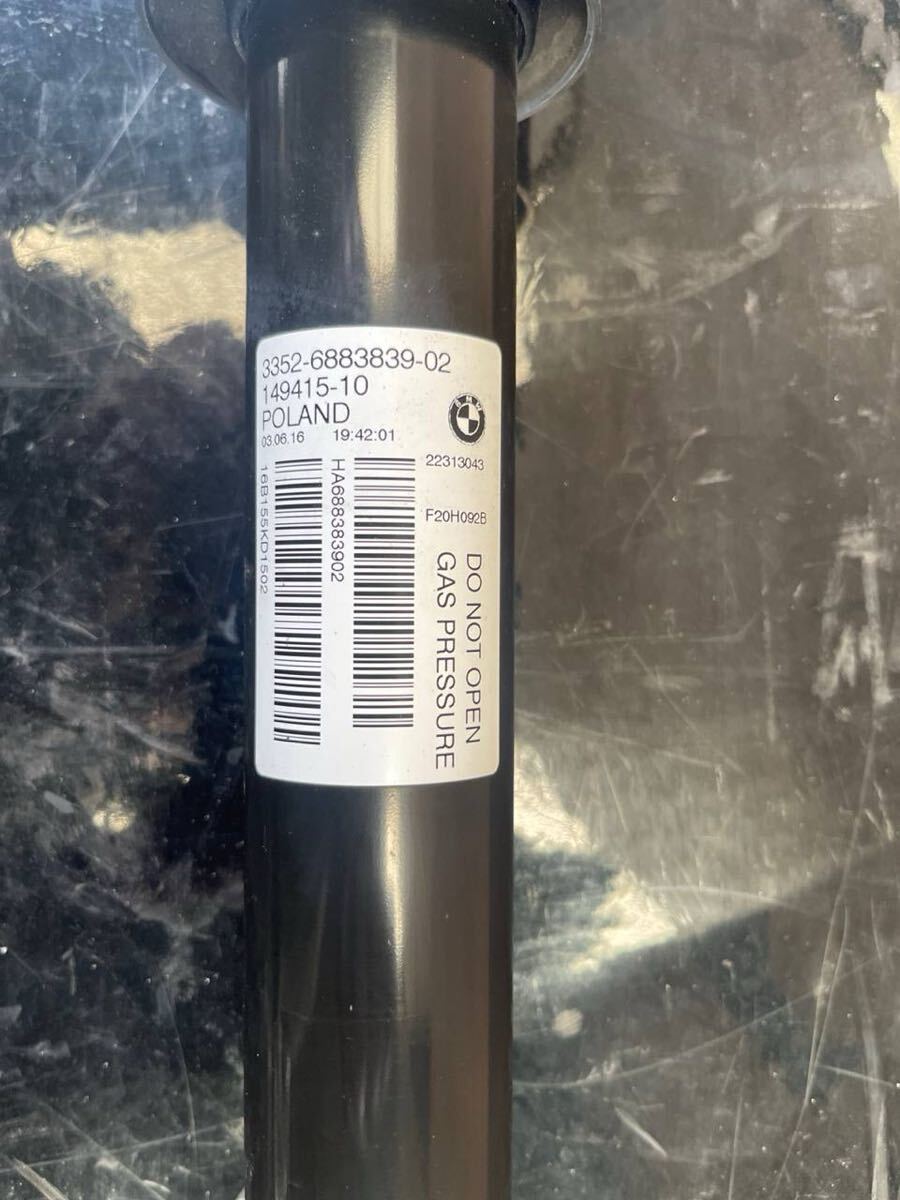 3352-6883839-02
149415-10
POLAND
03.06.16 19:42:01
BMW
22313043
F20H092B
16B155KD1502
HA688383902
DO NOT OPEN
GAS PRESSURE